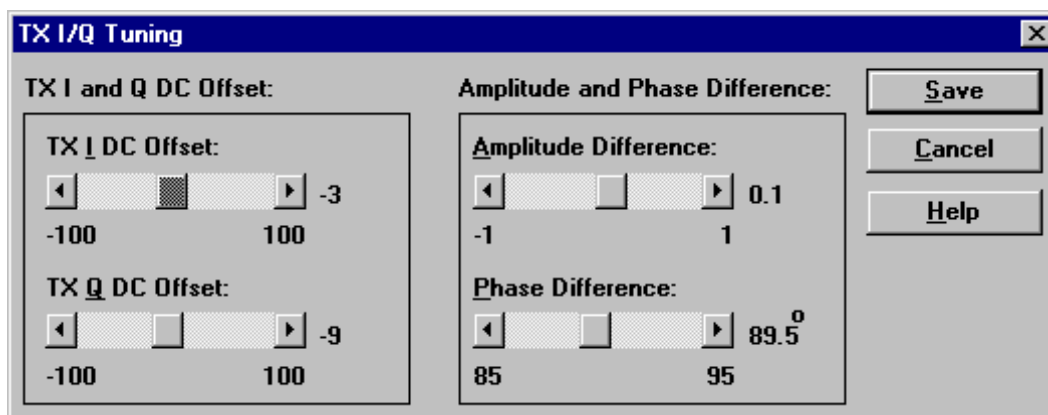 TX I/Q Tuning
TX I and Q DC Offset:
TX I DC Offset:
-3
-100 100
TX Q DC Offset:
-9
-100 100
Amplitude and Phase Difference:
Amplitude Difference:
0.1
-1 1
Phase Difference:
89.5°
85 95
Save
Cancel
Help